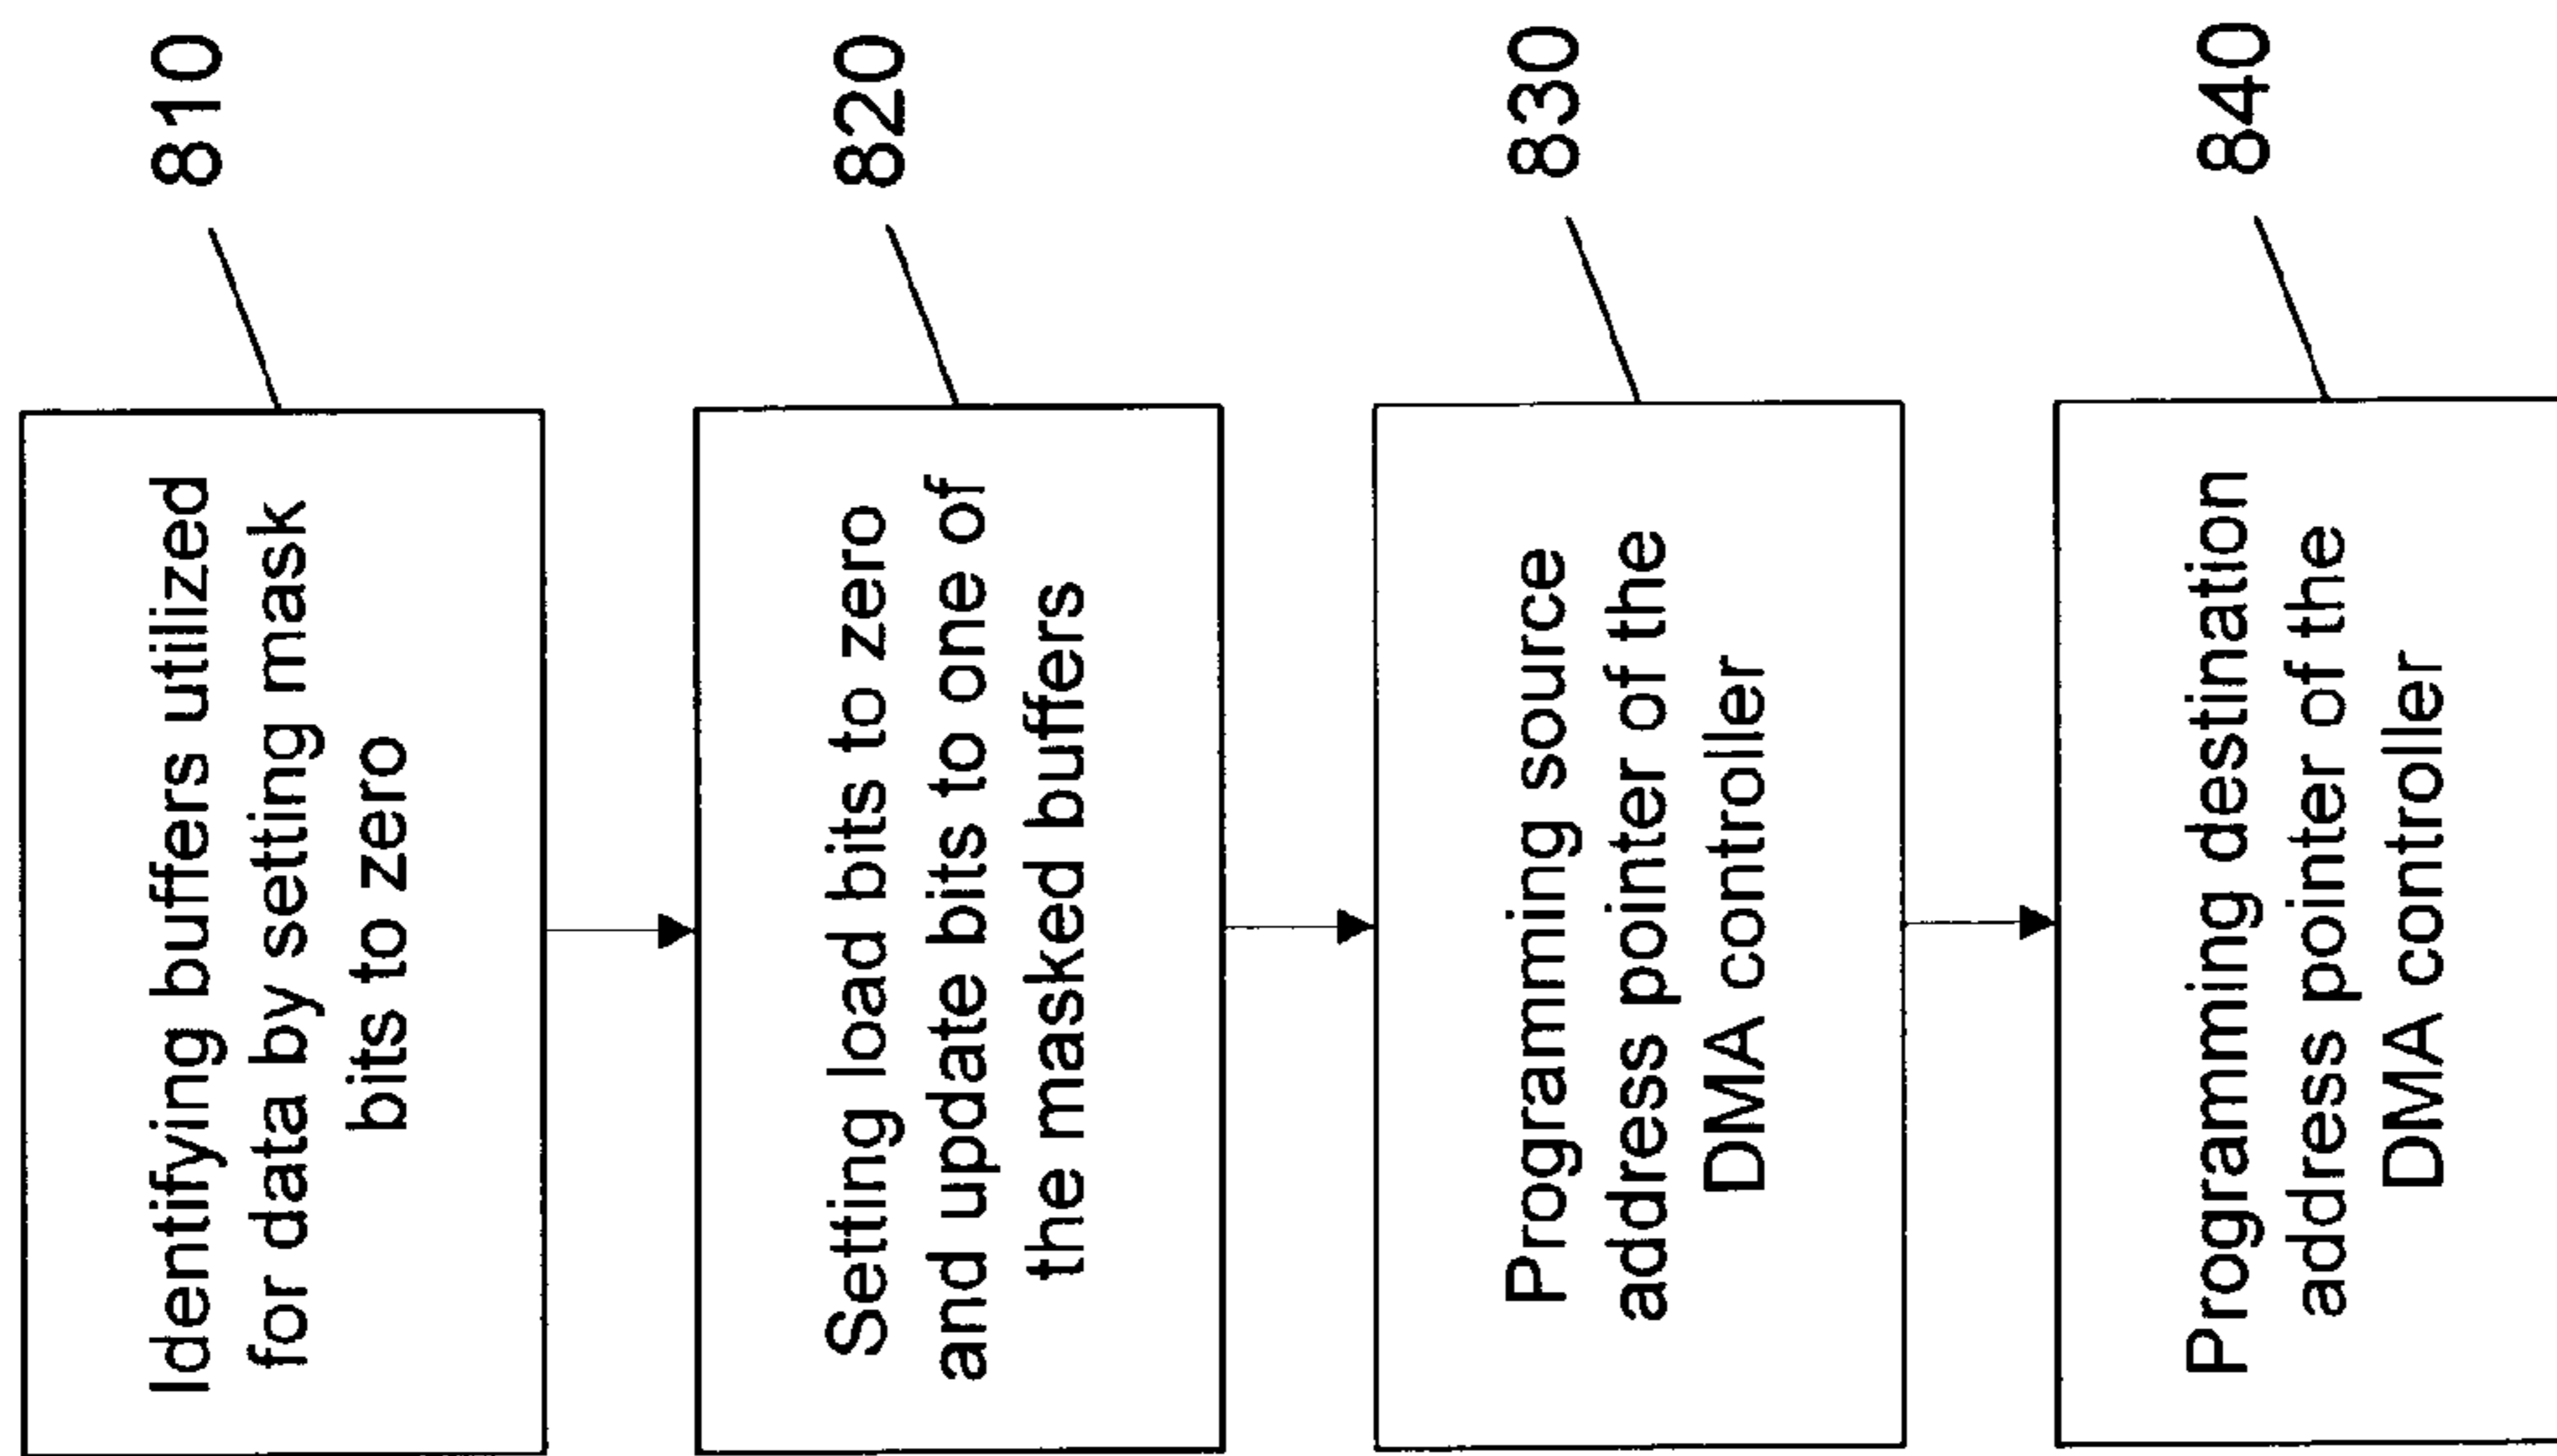 Identifying buffers utilized
for data by setting mask
bits to zero
810
Setting load bits to zero
and update bits to one of
the masked buffers
820
Programming source
address pointer of the
DMA controller
830
Programming destination
address pointer of the
DMA controller
840